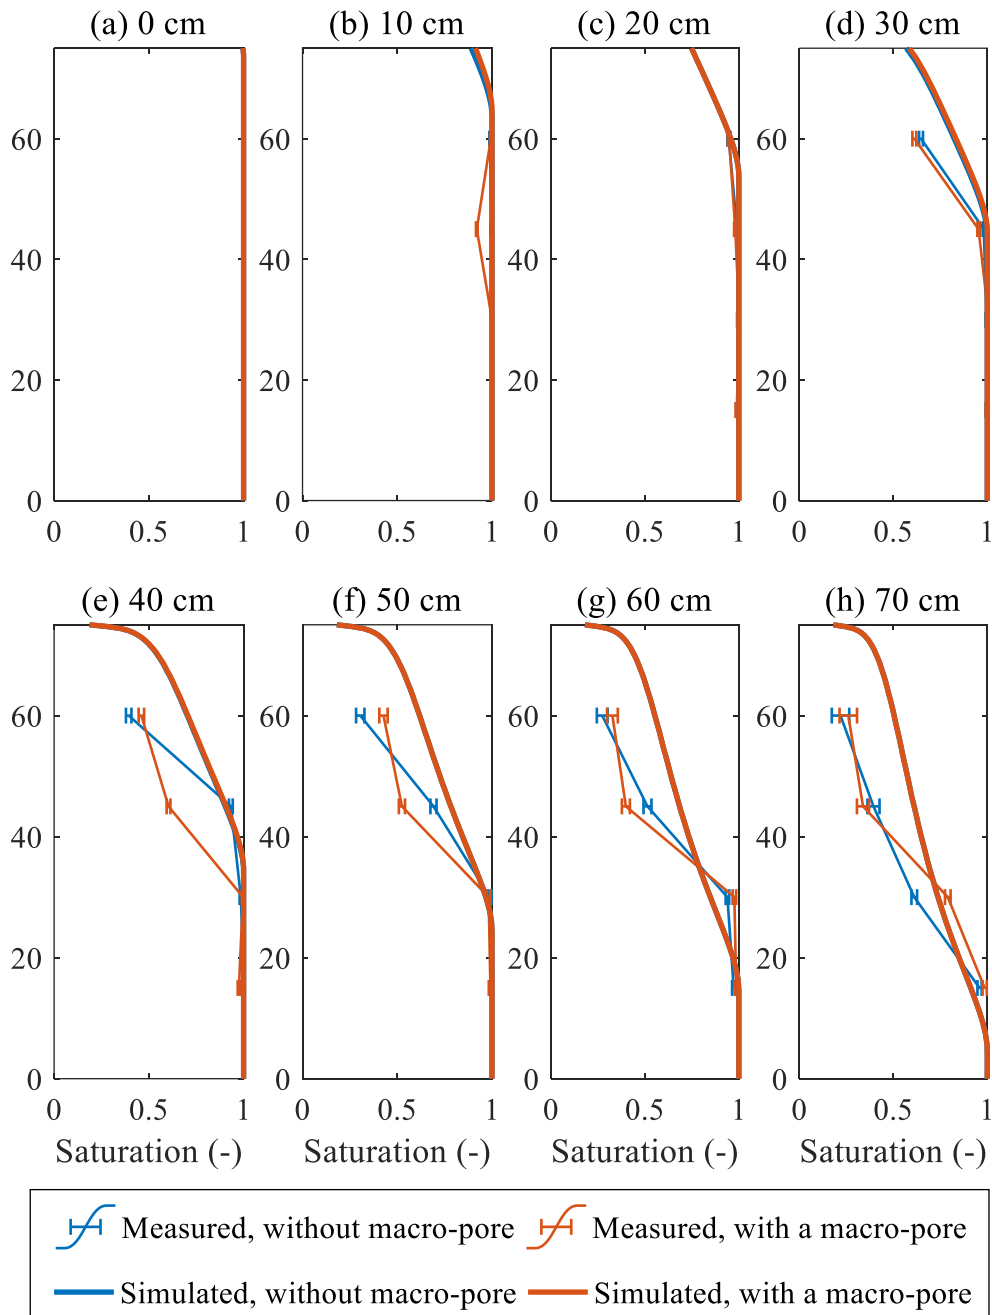 (a) 0 cm (b) 10 cm (c) 20 cm (d) 30 cm
60 60 60 60
40 40 40 40
20 20 20 20
0 0 0 0
0 0.5 1 0 0.5 1 0 0.5 1 0 0.5 1
(e) 40 cm (f) 50 cm (g) 60 cm (h) 70 cm
60 60 60 60
40 40 40 40
20 20 20 20
0 0 0 0
0 0.5 1 0 0.5 1 0 0.5 1 0 0.5 1
Saturation (-) Saturation (-) Saturation (-) Saturation (-)
Measured, without macro-pore Measured, with a macro-pore
Simulated, without macro-pore Simulated, with a macro-pore